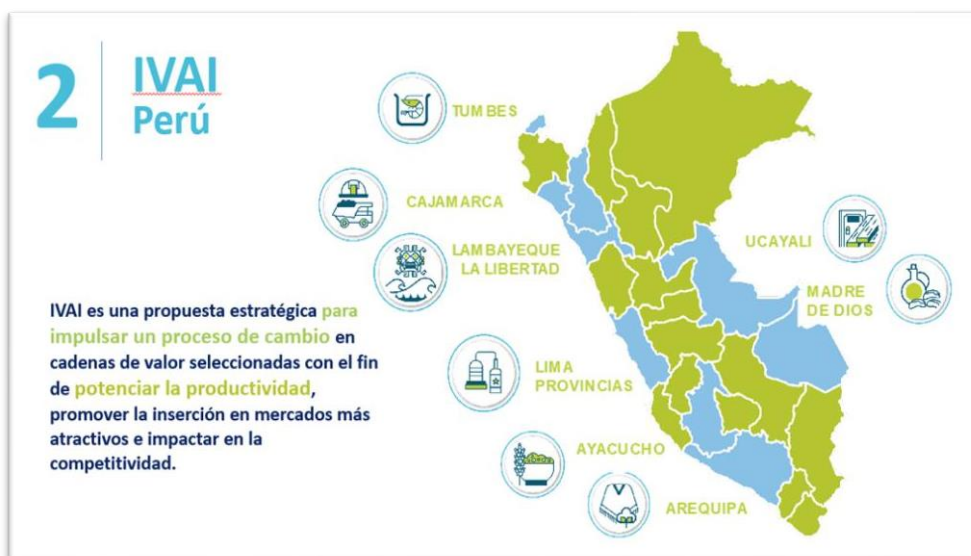 2
IVAI
Perú
TUMBES
CAJAMARCA
LAMBAYEQUE
LA LIBERTAD
UCAYALI
MADRE
DE DIOS
IVAI es una propuesta estratégica para
impulsar un proceso de cambio en
cadenas de valor seleccionadas con el fin
de potenciar la productividad,
promover la inserción en mercados más
atractivos e impactar en la
competitividad.
LIMA
PROVINCIAS
AYACUCHO
AREQUIPA